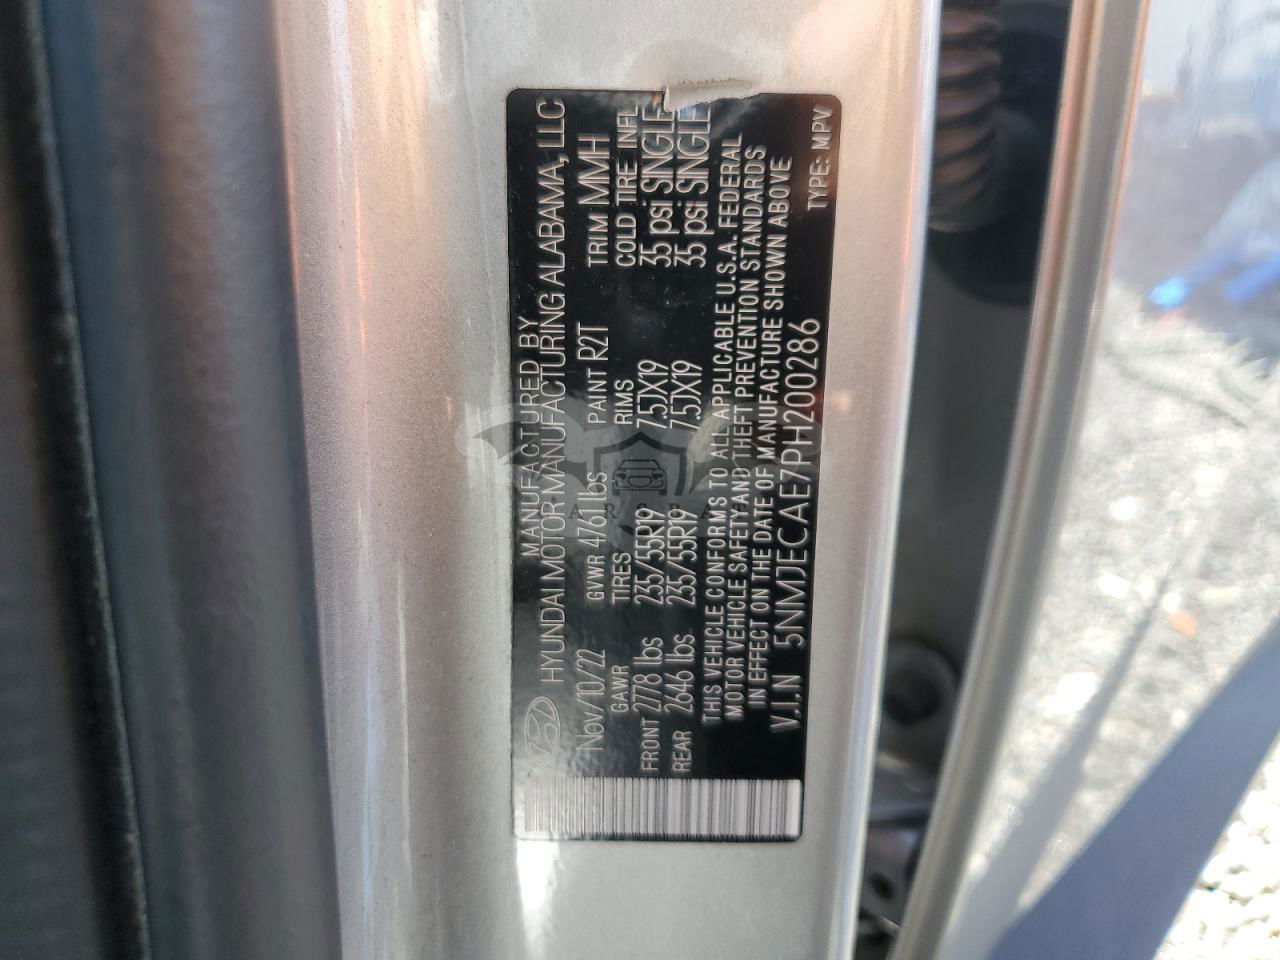 MANUFACTURED BY
HYUNDAI MOTOR MANUFACTURING ALABAMA, LLC
Nov/10/22 GVWR 4761 lbs PAINT R2T TRIM MMH
GAWR TIRES RIMS COLD TIRE INFL
FRONT 2778 lbs 235/55R19 7.5JX19 35 psi SINGLE
REAR 2646 lbs 235/55R19 7.5JX19 35 psi SINGLE
THIS VEHICLE CONFORMS TO ALL APPLICABLE U.S.A. FEDERAL
MOTOR VEHICLE SAFETY AND THEFT PREVENTION STANDARDS
IN EFFECT ON THE DATE OF MANUFACTURE SHOWN ABOVE
V.I.N 5NMJECAE7PH200286
TYPE: MPV